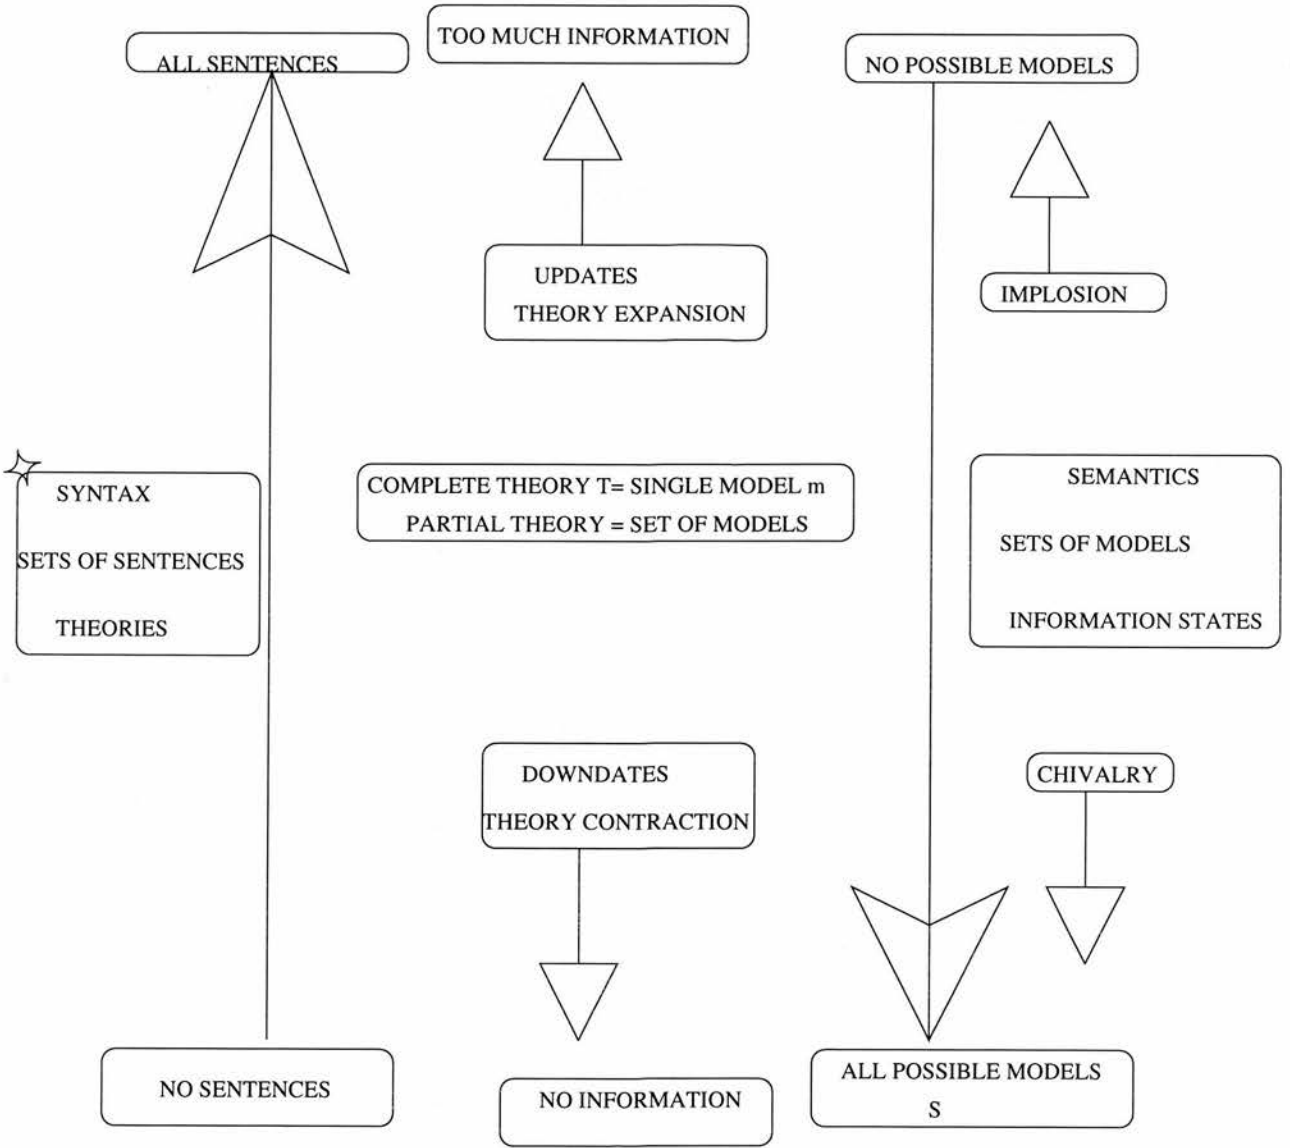 ALL SENTENCES
TOO MUCH INFORMATION
NO POSSIBLE MODELS
UPDATES
THEORY EXPANSION
IMPLOSION
SYNTAX
SETS OF SENTENCES
THEORIES
COMPLETE THEORY T= SINGLE MODEL m
PARTIAL THEORY = SET OF MODELS
SEMANTICS
SETS OF MODELS
INFORMATION STATES
DOWNDATES
THEORY CONTRACTION
CHIVALRY
NO SENTENCES
NO INFORMATION
ALL POSSIBLE MODELS
S